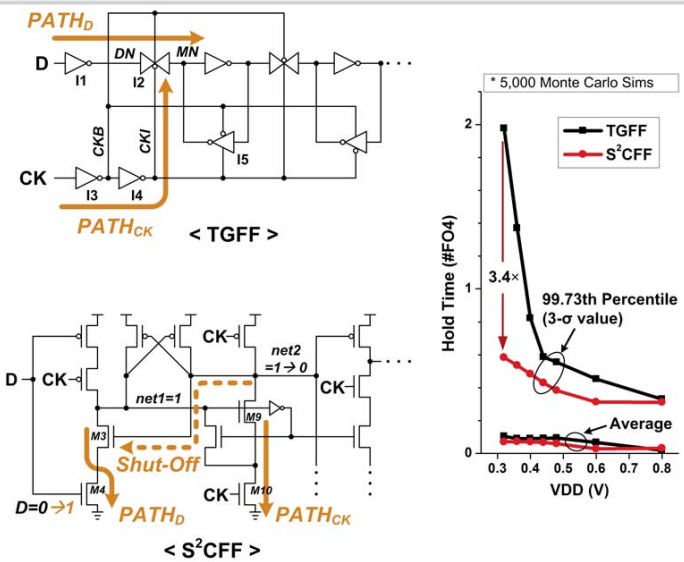 PATH_D
D
I1
DN
I2
MN
CKB
CKI
I5
CK
I3
I4
PATH_CK
< TGFF >
D
CK
CK
net2
=1→0
CK
net1=1
M3
M9
Shut-Off
M4
D=0→1
PATH_D
CK
M10
PATH_CK
< S²CFF >
* 5,000 Monte Carlo Sims
TGFF
S²CFF
Hold Time (#FO4)
2
1
0
3.4×
99.73th Percentile
(3-σ value)
Average
0.3 0.4 0.5 0.6 0.7 0.8
VDD (V)